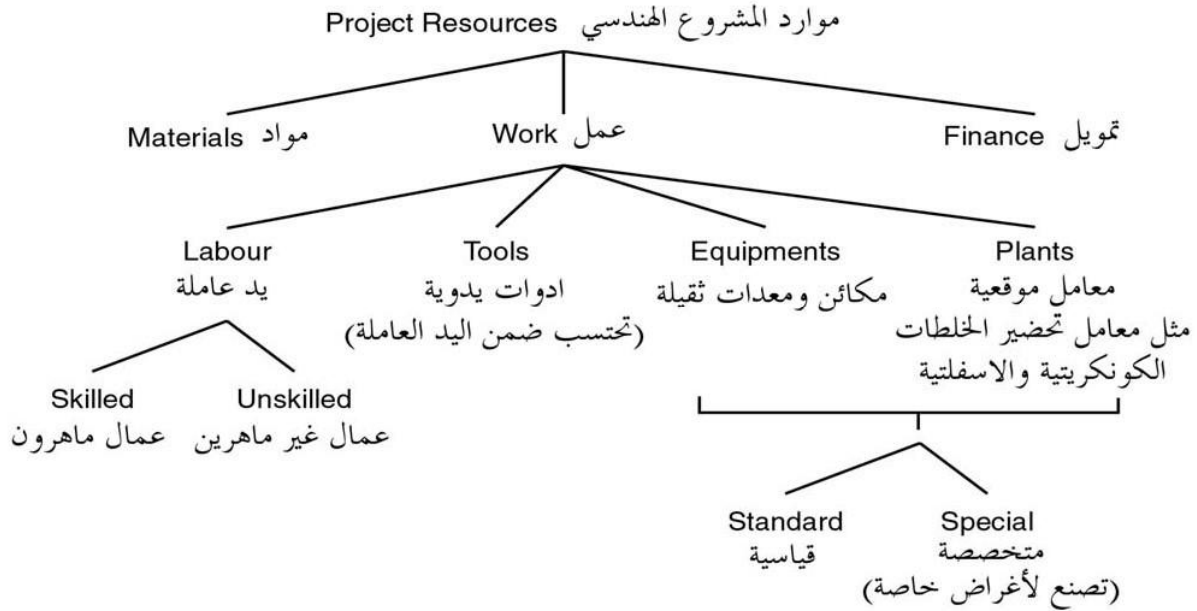 Project Resources موارد المشروع الهندسي
Materials مواد
Work عمل
Finance تمويل
Labour
يد عاملة
Tools
ادوات يدوية
(تحتسب ضمن اليد العاملة)
Equipments
مكائن ومعدات ثقيلة
Plants
معامل موقعية
مثل معامل تحضير الخلطات
الكونكريتية والاسفلتية
Skilled
عمال ماهرون
Unskilled
عمال غير ماهرين
Standard
قياسية
Special
متخصصة
(تصنع لأغراض خاصة)